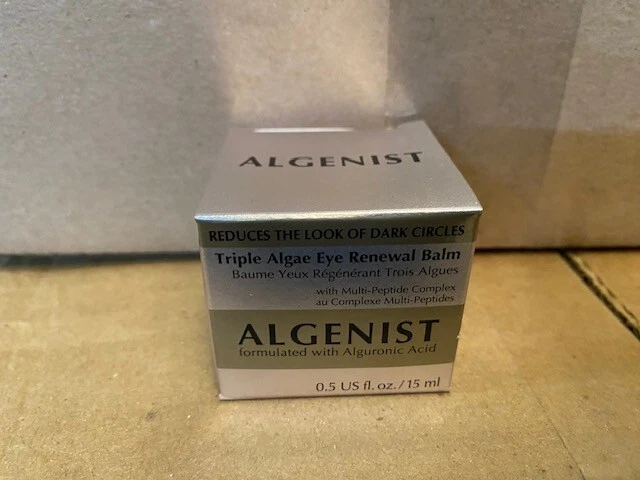 ALGENIST
REDUCES THE LOOK OF DARK CIRCLES
Triple Algae Eye Renewal Balm
Baume Yeux Régénérant Trois Algues
with Multi-Peptide Complex
au Complexe Multi-Peptides
ALGENIST
formulated with Alguronic Acid
0.5 US fl. oz. / 15 ml